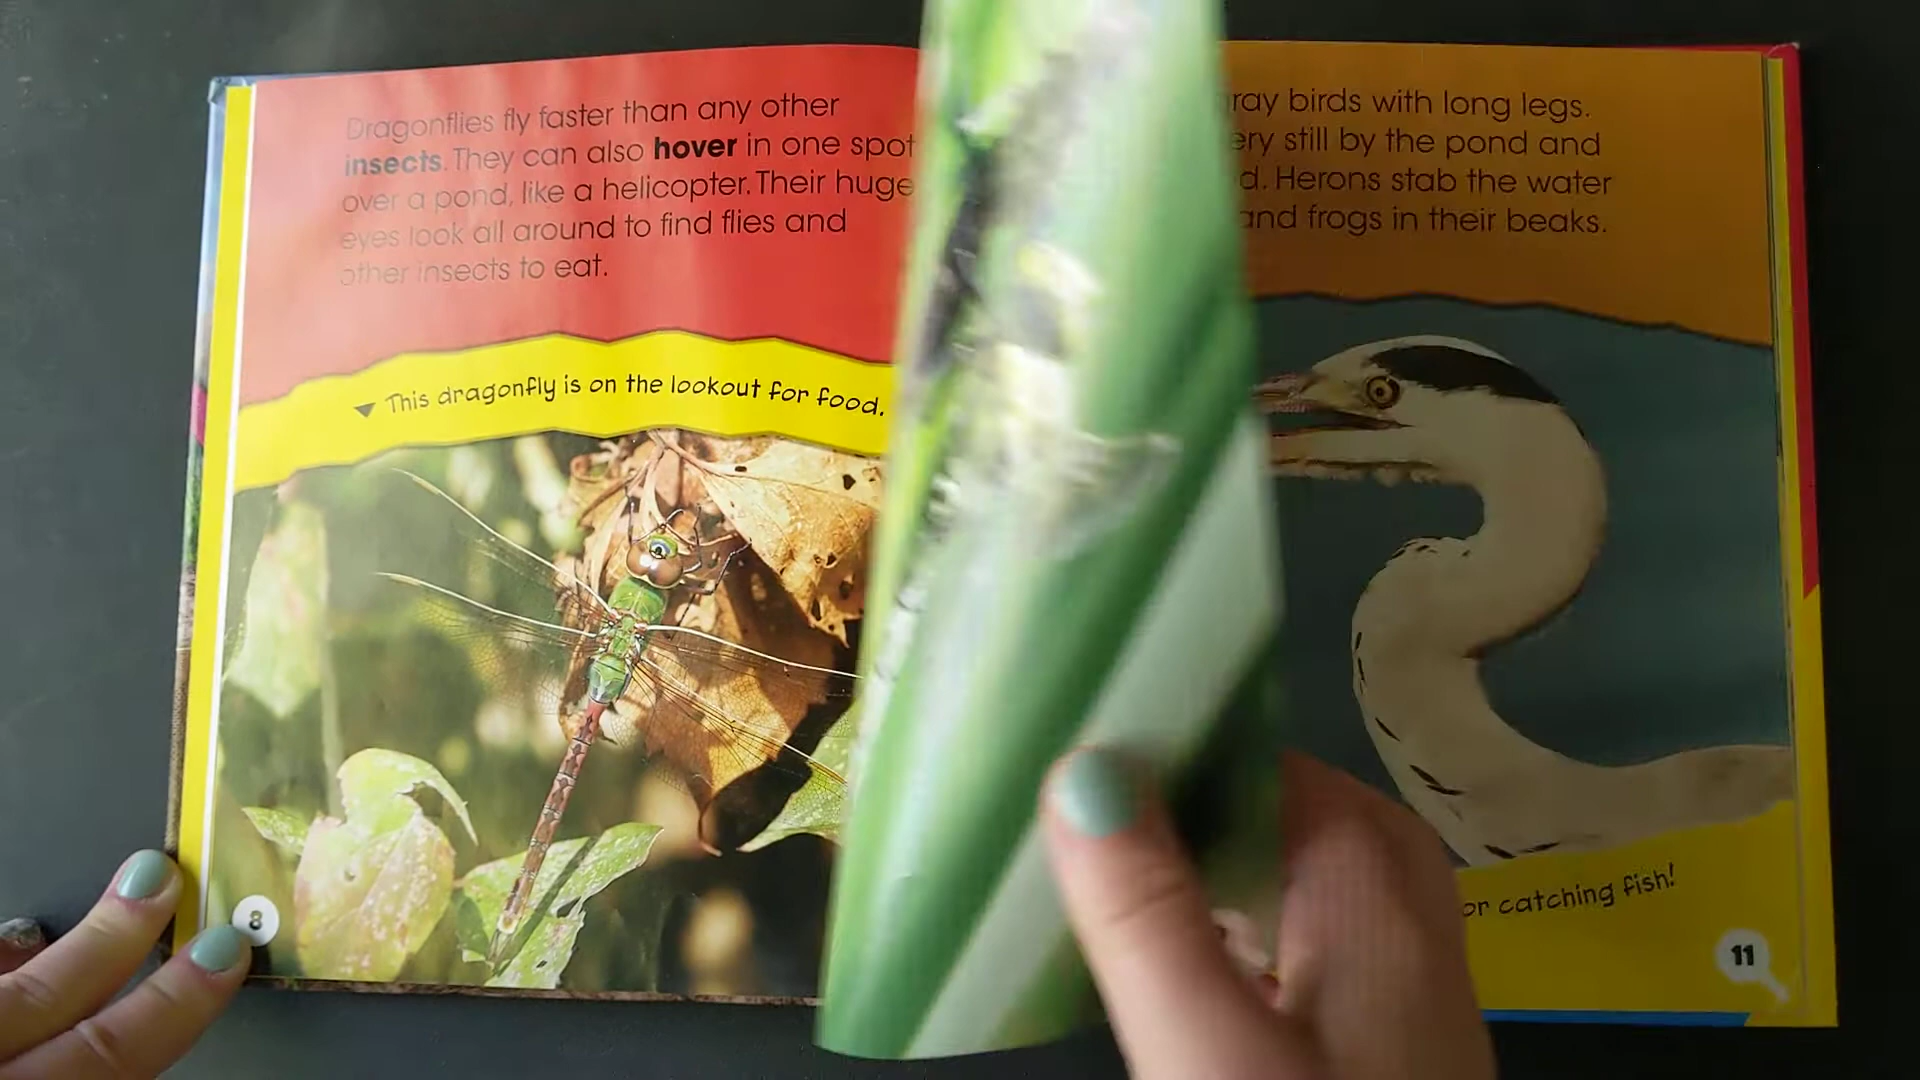 Dragonflies fly faster than any other
insects. They can also hover in one spot
over a pond, like a helicopter. Their huge
eyes look all around to find flies and
other insects to eat.
This dragonfly is on the lookout for food.
8
birds with long legs.
still by the pond and
Herons stab the water
and frogs in their beaks.
catching fish!
11